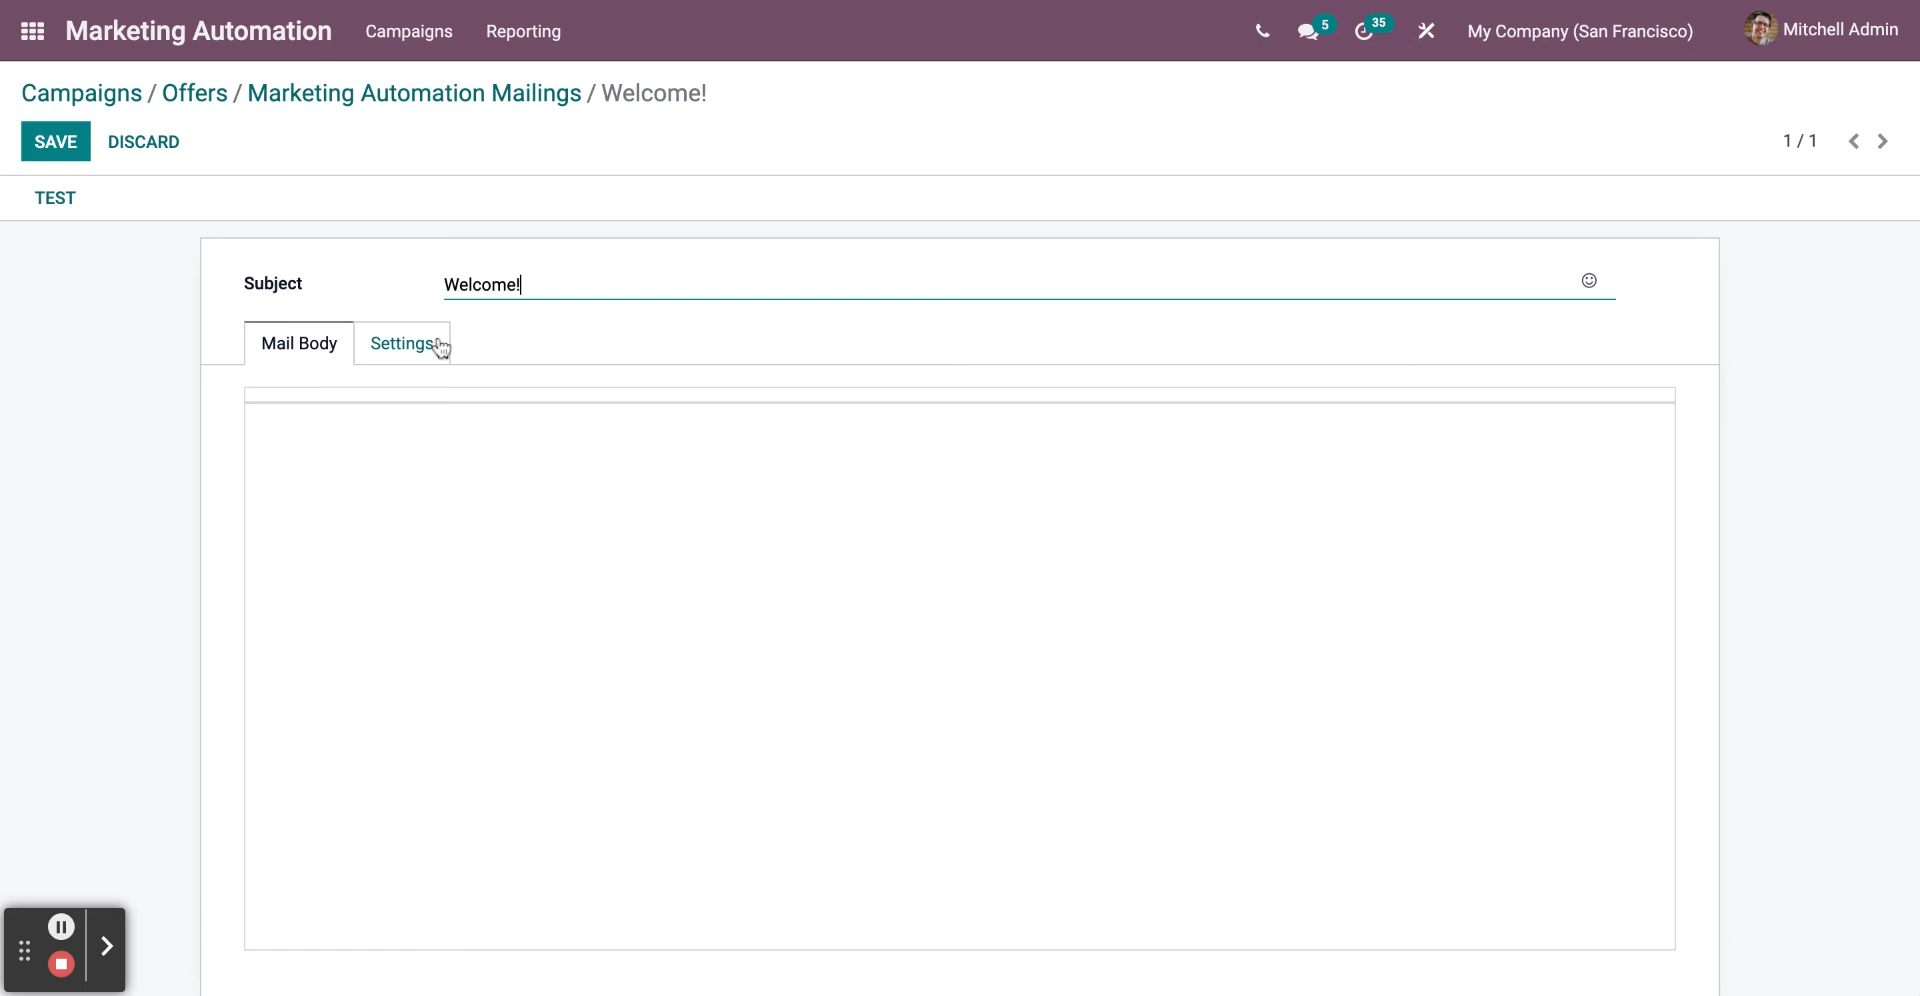 Marketing Automation Campaigns Reporting 5 35 My Company (San Francisco) Mitchell Admin
Campaigns / Offers / Marketing Automation Mailings / Welcome!
SAVE DISCARD 1 / 1
TEST
Subject Welcome!
Mail Body Settings